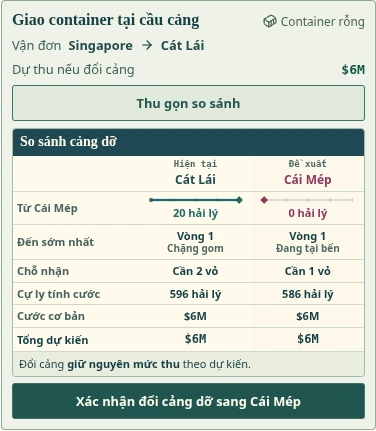 Giao container tại cầu cảng
Container rỗng
Vận đơn Singapore → Cát Lái
Dự thu nếu đổi cảng $6M
Thu gọn so sánh
So sánh cảng dỡ
Hiện tại Đề xuất
Cát Lái Cái Mép
Từ Cái Mép 20 hải lý 0 hải lý
Đến sớm nhất Vòng 1 Vòng 1
Chặng gom Đang tại bến
Chỗ nhận Cần 2 vỏ Cần 1 vỏ
Cự ly tính cước 596 hải lý 586 hải lý
Cước cơ bản $6M $6M
Tổng dự kiến $6M $6M
Đổi cảng giữ nguyên mức thu theo dự kiến.
Xác nhận đổi cảng dỡ sang Cái Mép